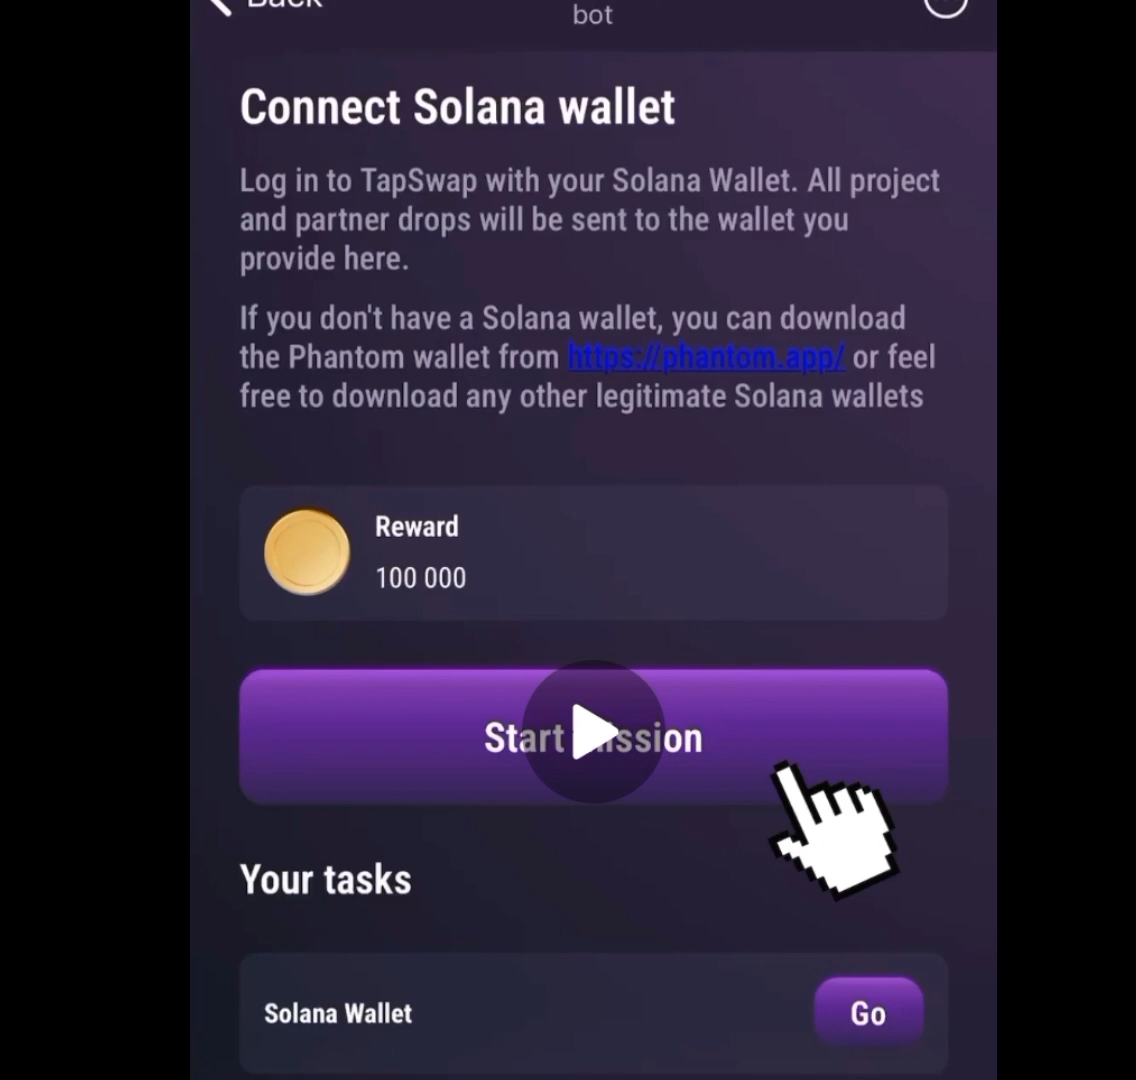 Back
bot
Connect Solana wallet
Log in to TapSwap with your Solana Wallet. All project
and partner drops will be sent to the wallet you
provide here.
If you don't have a Solana wallet, you can download
the Phantom wallet from https://phantom.app/ or feel
free to download any other legitimate Solana wallets
Reward
100 000
Start mission
Your tasks
Solana Wallet
Go